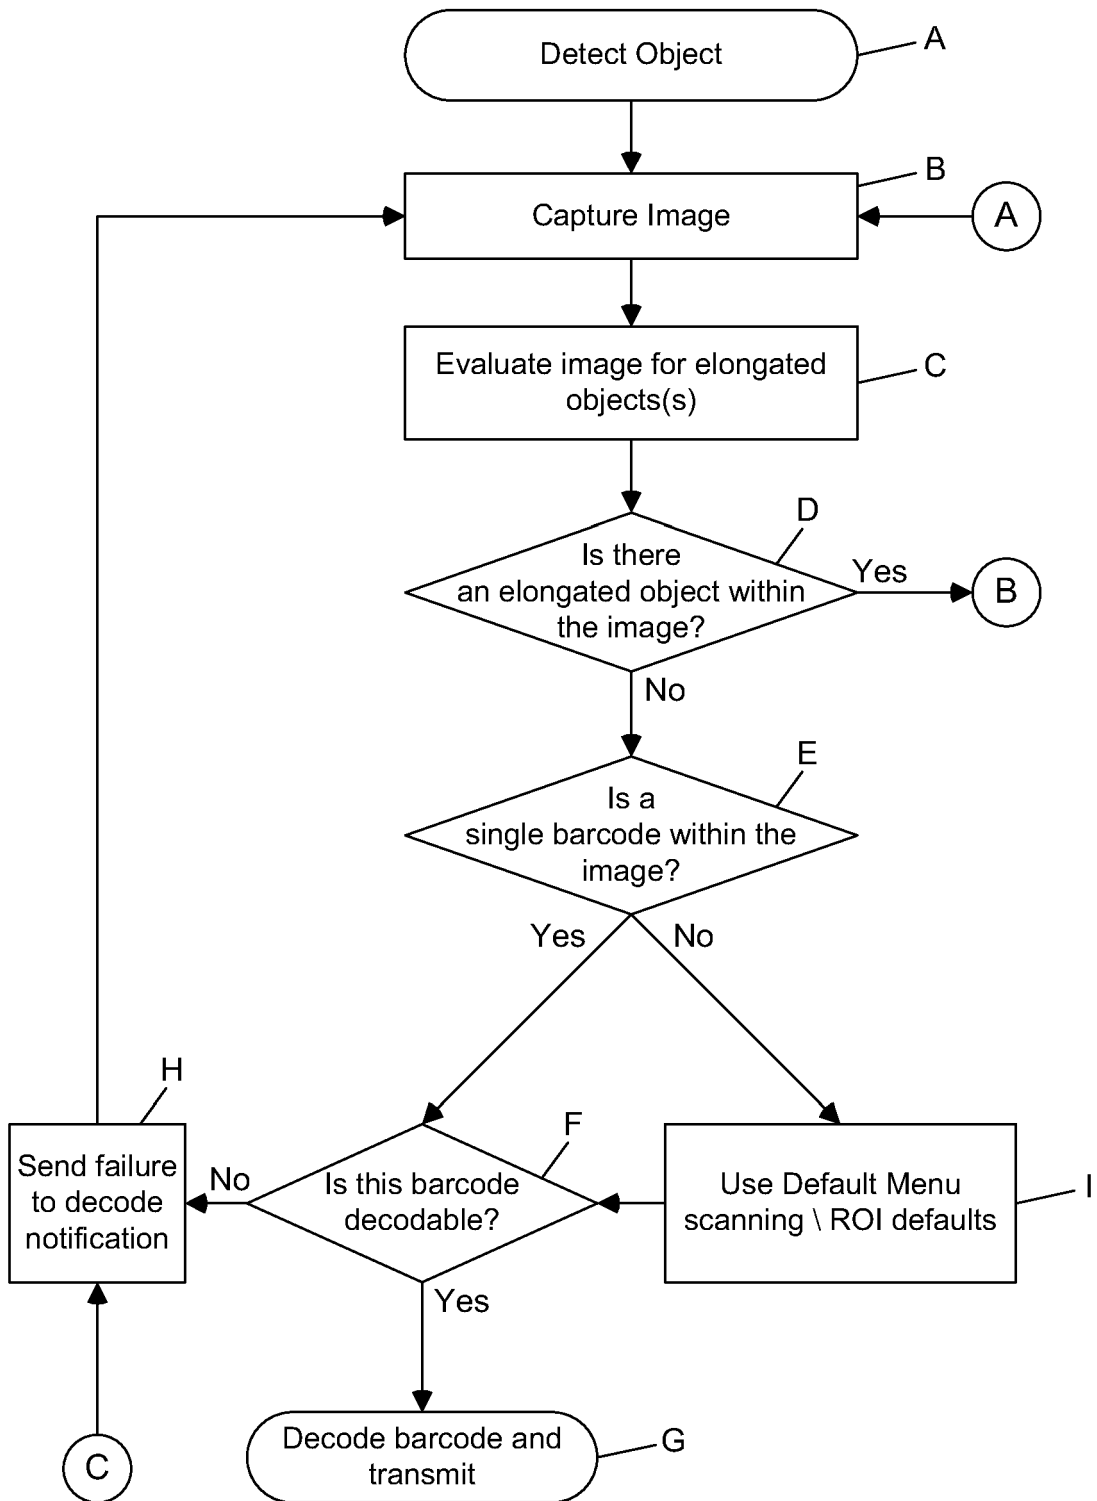 Detect Object
A
B
Capture Image
A
Evaluate image for elongated
objects(s)
C
D
Is there
an elongated object within
the image?
Yes
B
No
E
Is a
single barcode within the
image?
Yes
No
H
F
Send failure
to decode
notification
No
Is this barcode
decodable?
Use Default Menu
scanning \ ROI defaults
I
Yes
C
Decode barcode and
transmit
G